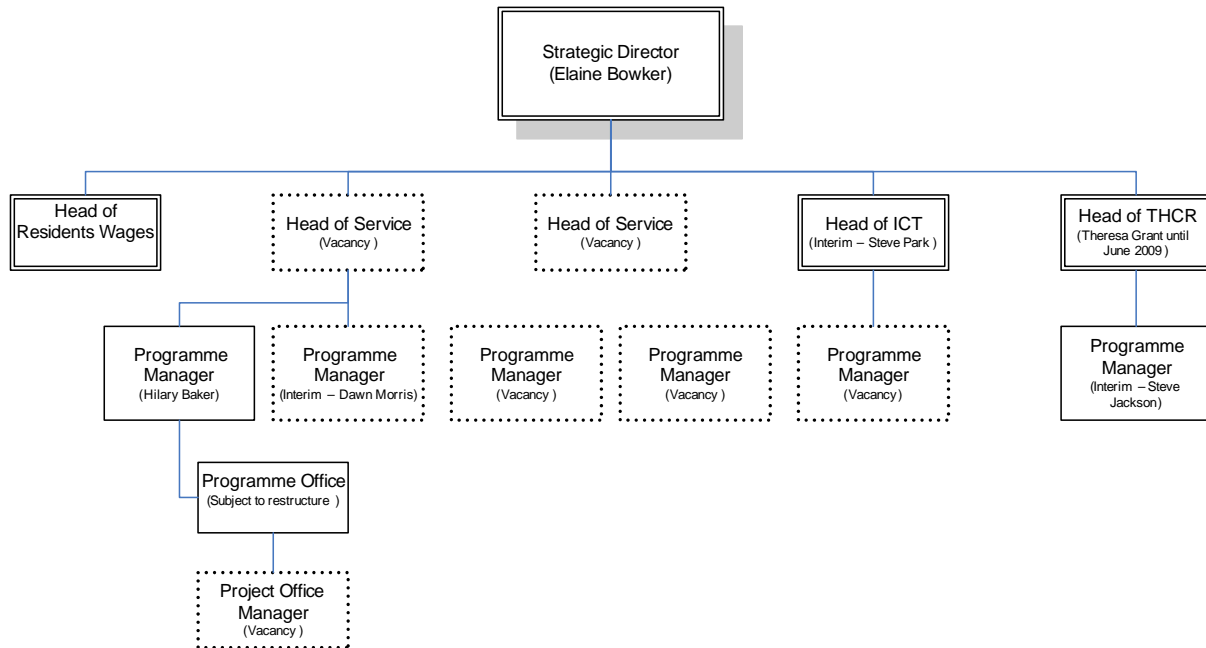 Strategic Director
(Elaine Bowker)
Head of
Residents Wages
Head of Service
(Vacancy )
Head of Service
(Vacancy )
Head of ICT
(Interim – Steve Park )
Head of THCR
(Theresa Grant until
June 2009 )
Programme
Manager
(Hilary Baker)
Programme
Manager
(Interim – Dawn Morris)
Programme
Manager
(Vacancy )
Programme
Manager
(Vacancy )
Programme
Manager
(Vacancy )
Programme
Manager
(Interim – Steve
Jackson)
Programme Office
(Subject to restructure )
Project Office
Manager
(Vacancy )